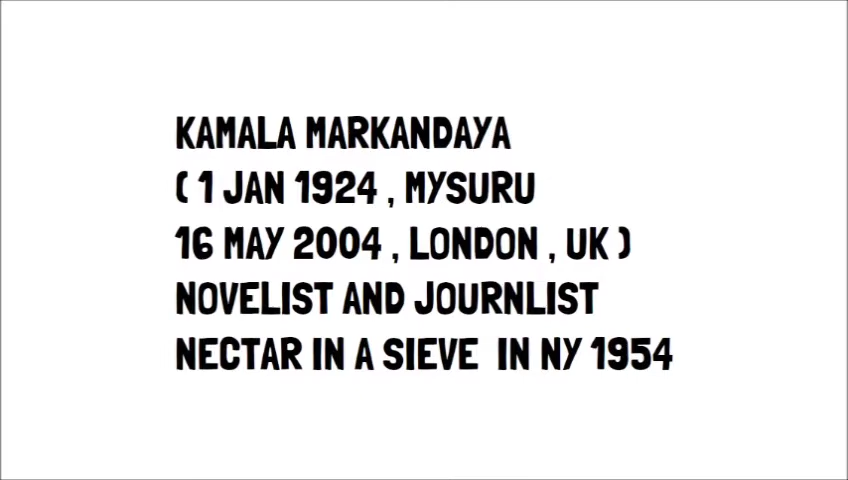 KAMALA MARKANDAYA
( 1 JAN 1924 , MYSURU
16 MAY 2004 , LONDON , UK )
NOVELIST AND JOURNLIST
NECTAR IN A SIEVE IN NY 1954